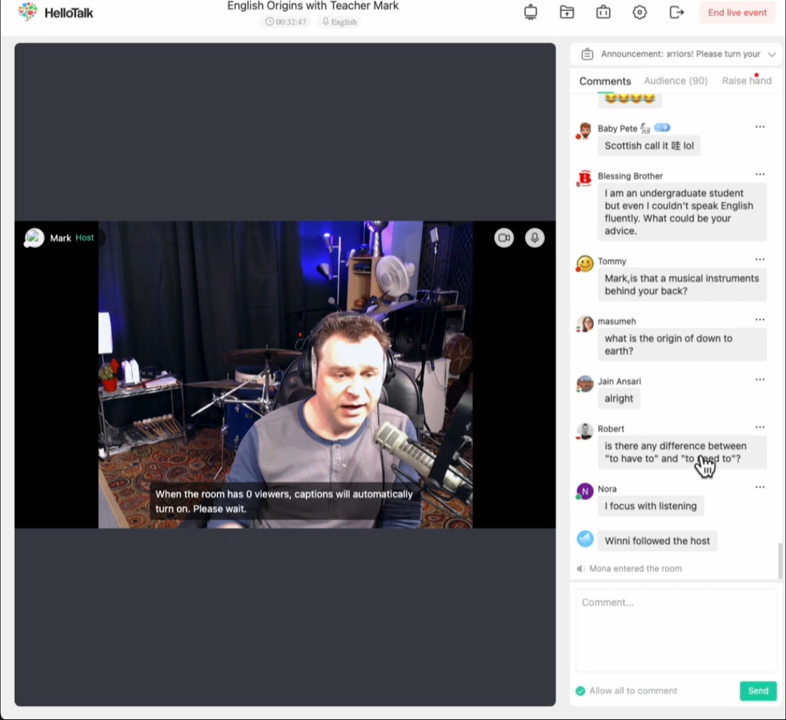 HelloTalk
English Origins with Teacher Mark
00:32:47
English
End live event
Announcement: arriors! Please turn your
Mark Host
When the room has 0 viewers, captions will automatically
turn on. Please wait.
Comments
Audience (90)
Raise hand
Baby Pete
Scottish call it 哇 lol
Blessing Brother
I am an undergraduate student
but even I couldn't speak English
fluently. What could be your
advice.
Tommy
Mark,is that a musical instruments
behind your back?
masumeh
what is the origin of down to
earth?
Jain Ansari
alright
Robert
is there any difference between
"to have to" and "to need to"?
N
Nora
I focus with listening
Winni followed the host
Mona entered the room
Comment...
Allow all to comment
Send